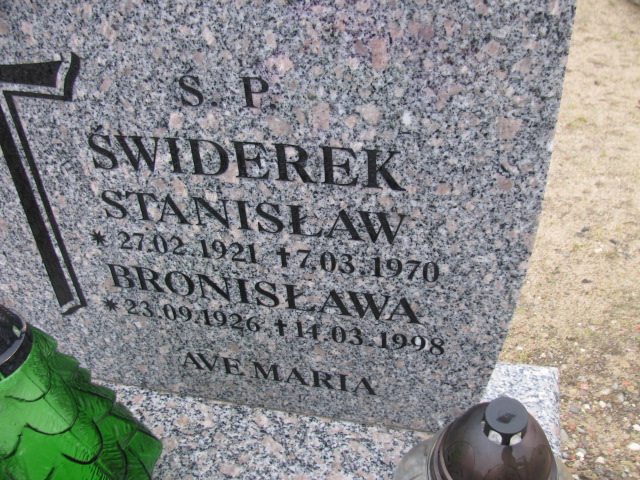 S. P.
ŚWIDEREK
STANISŁAW
* 27.02.1921 † 7.03.1970
BRONISŁAWA
* 23.09.1926 † 14.03.1998
AVE MARIA